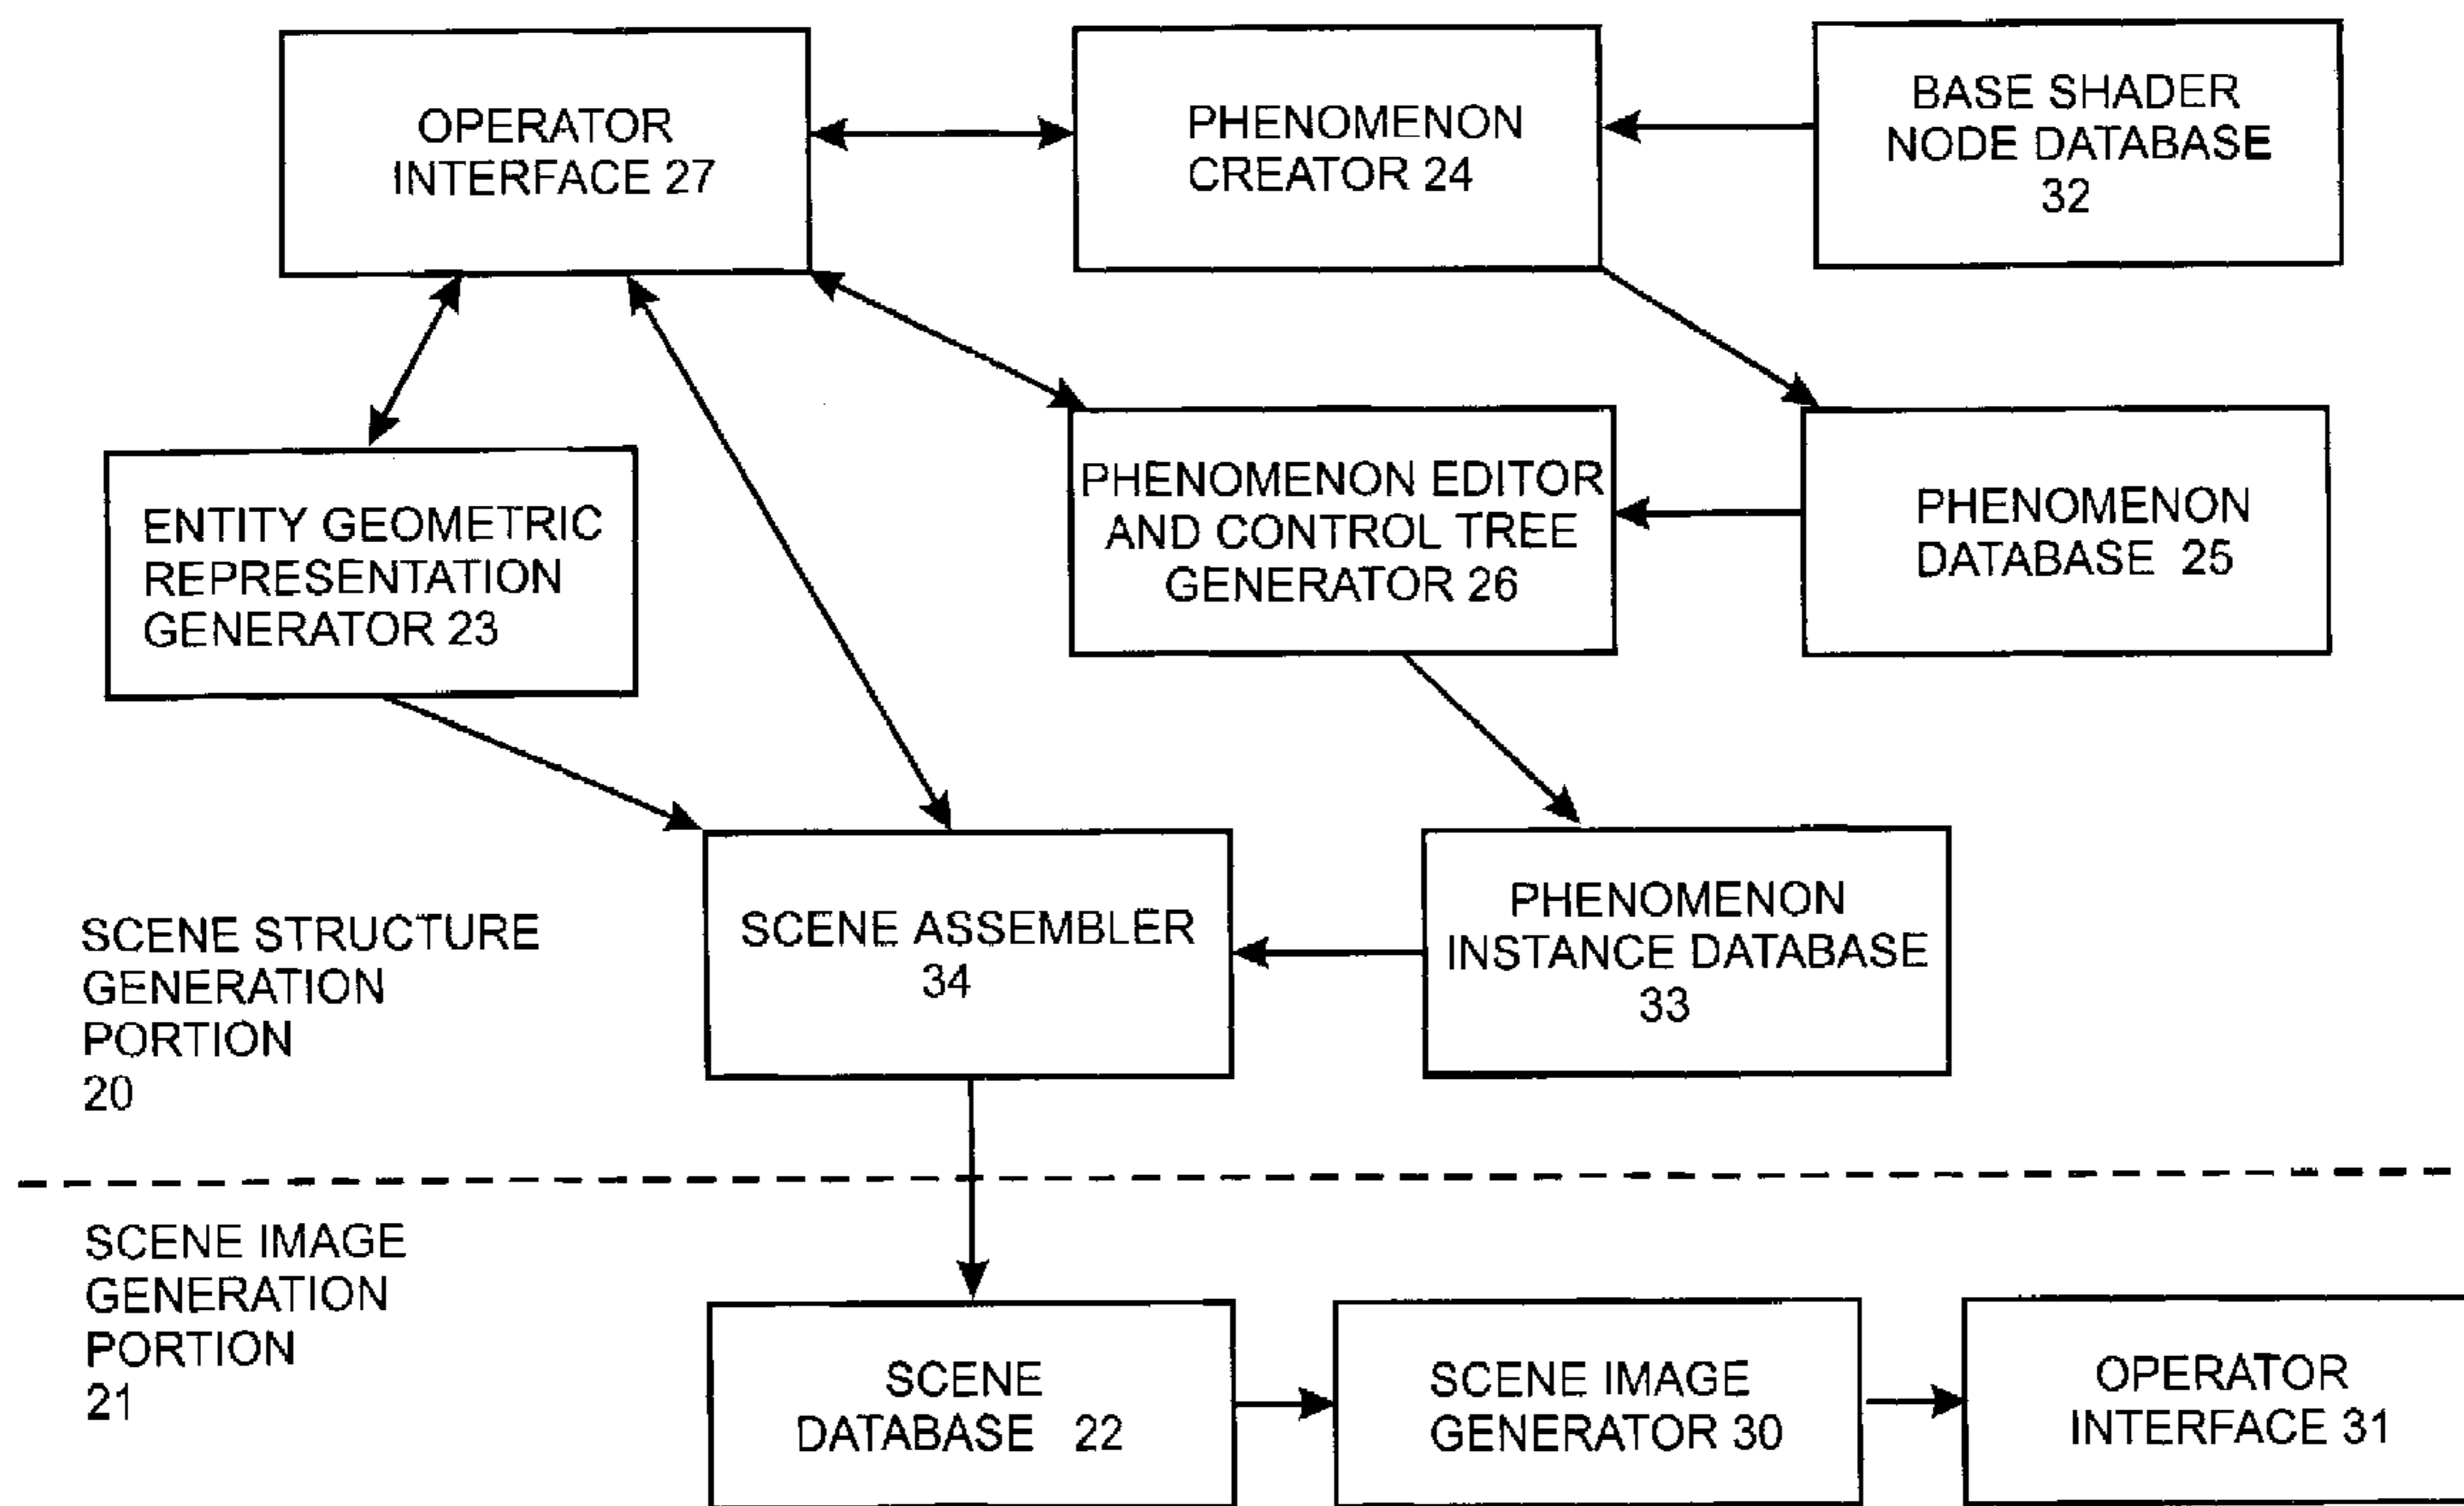 OPERATOR
INTERFACE 27
PHENOMENON
CREATOR 24
BASE SHADER
NODE DATABASE
32
ENTITY GEOMETRIC
REPRESENTATION
GENERATOR 23
PHENOMENON EDITOR
AND CONTROL TREE
GENERATOR 26
PHENOMENON
DATABASE 25
SCENE STRUCTURE
GENERATION
PORTION
20
SCENE ASSEMBLER
34
PHENOMENON
INSTANCE DATABASE
33
SCENE IMAGE
GENERATION
PORTION
21
SCENE
DATABASE 22
SCENE IMAGE
GENERATOR 30
OPERATOR
INTERFACE 31